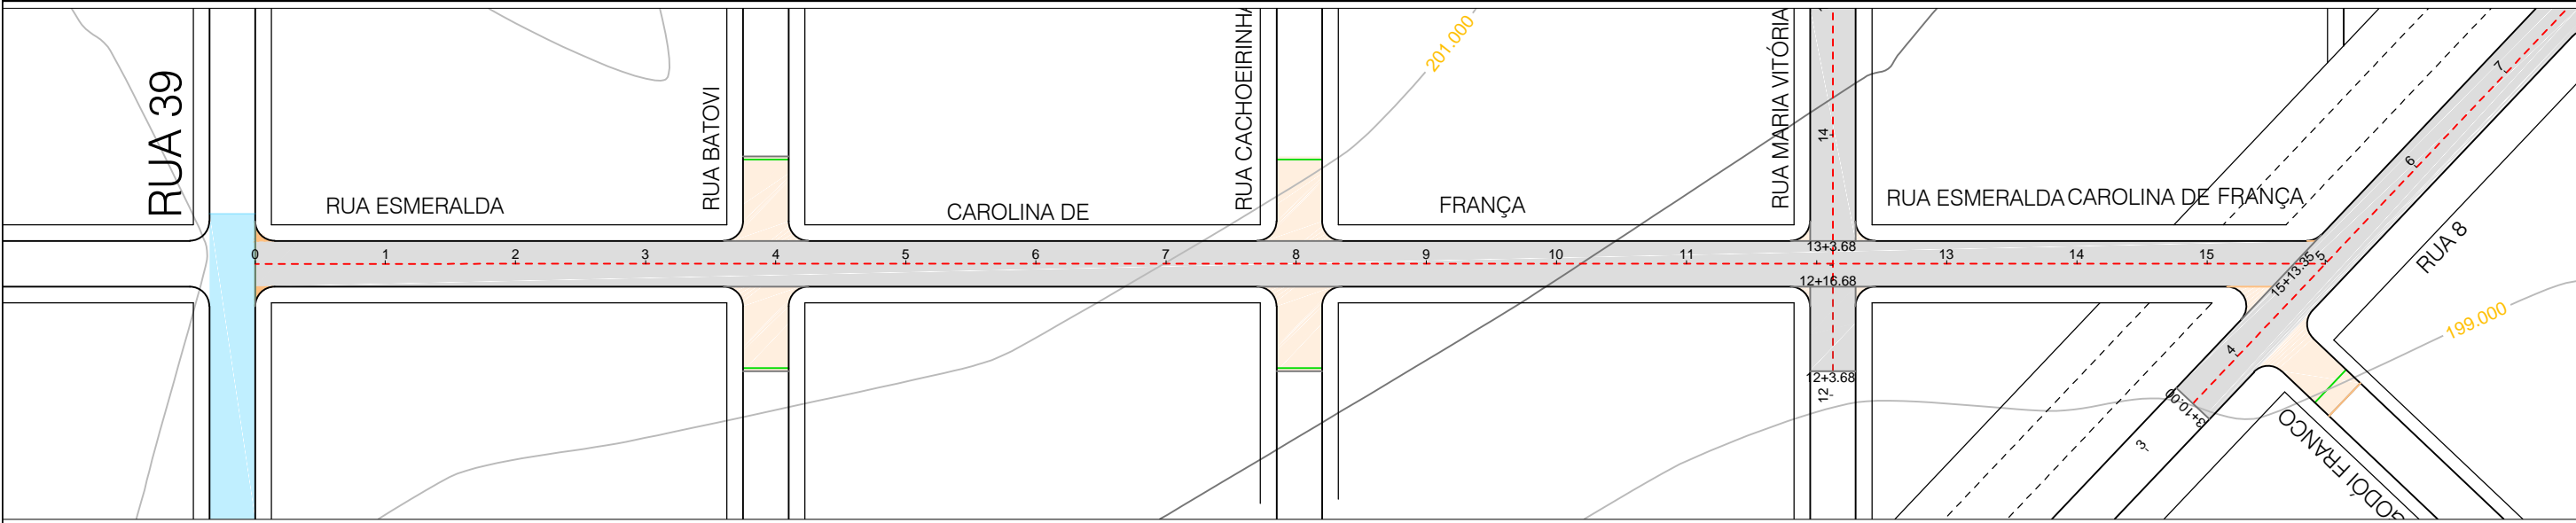 RUA 39
RUA ESMERALDA
RUA BATOVI
CAROLINA DE
RUA CACHOEIRINHA
201.000
FRANÇA
RUA MARIA VITÓRIA
14
RUA ESMERALDA CAROLINA DE FRANÇA
7
6
RUA 8
0 1 2 3 4 5 6 7 8 9 10 11 13 14 15
13+3.68
12+16.68
12+3.68
12
15+13.35
5
4
3+10.00
3
199.000
GODÓI FRANCO